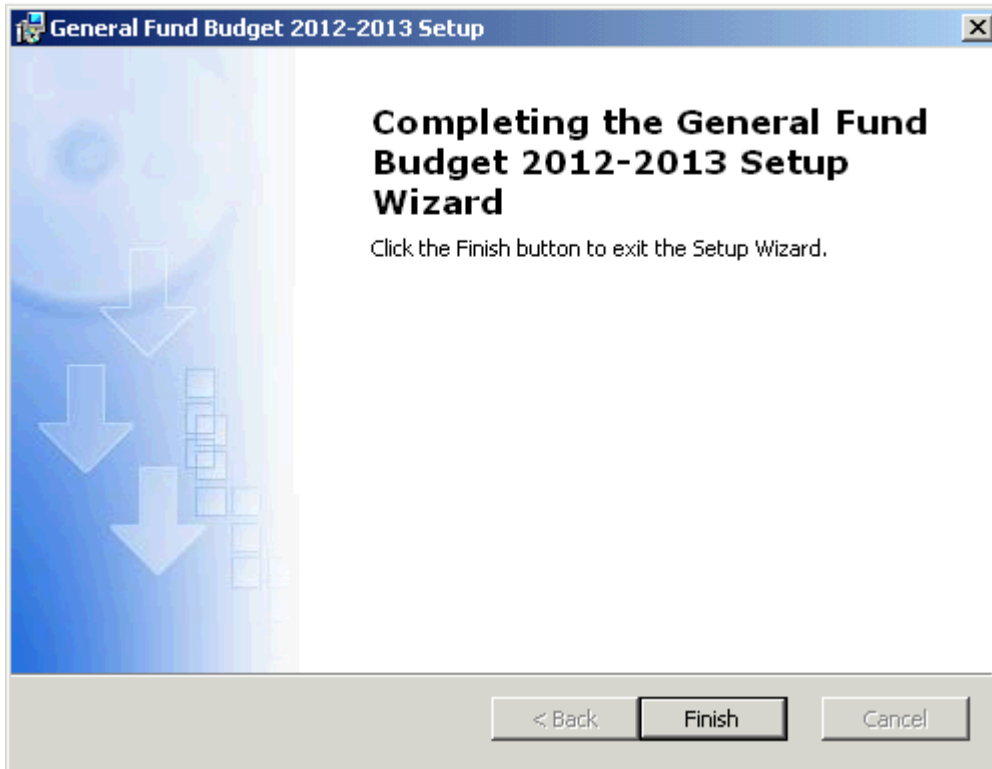 General Fund Budget 2012-2013 Setup
Completing the General Fund
Budget 2012-2013 Setup
Wizard
Click the Finish button to exit the Setup Wizard.
< Back
Finish
Cancel